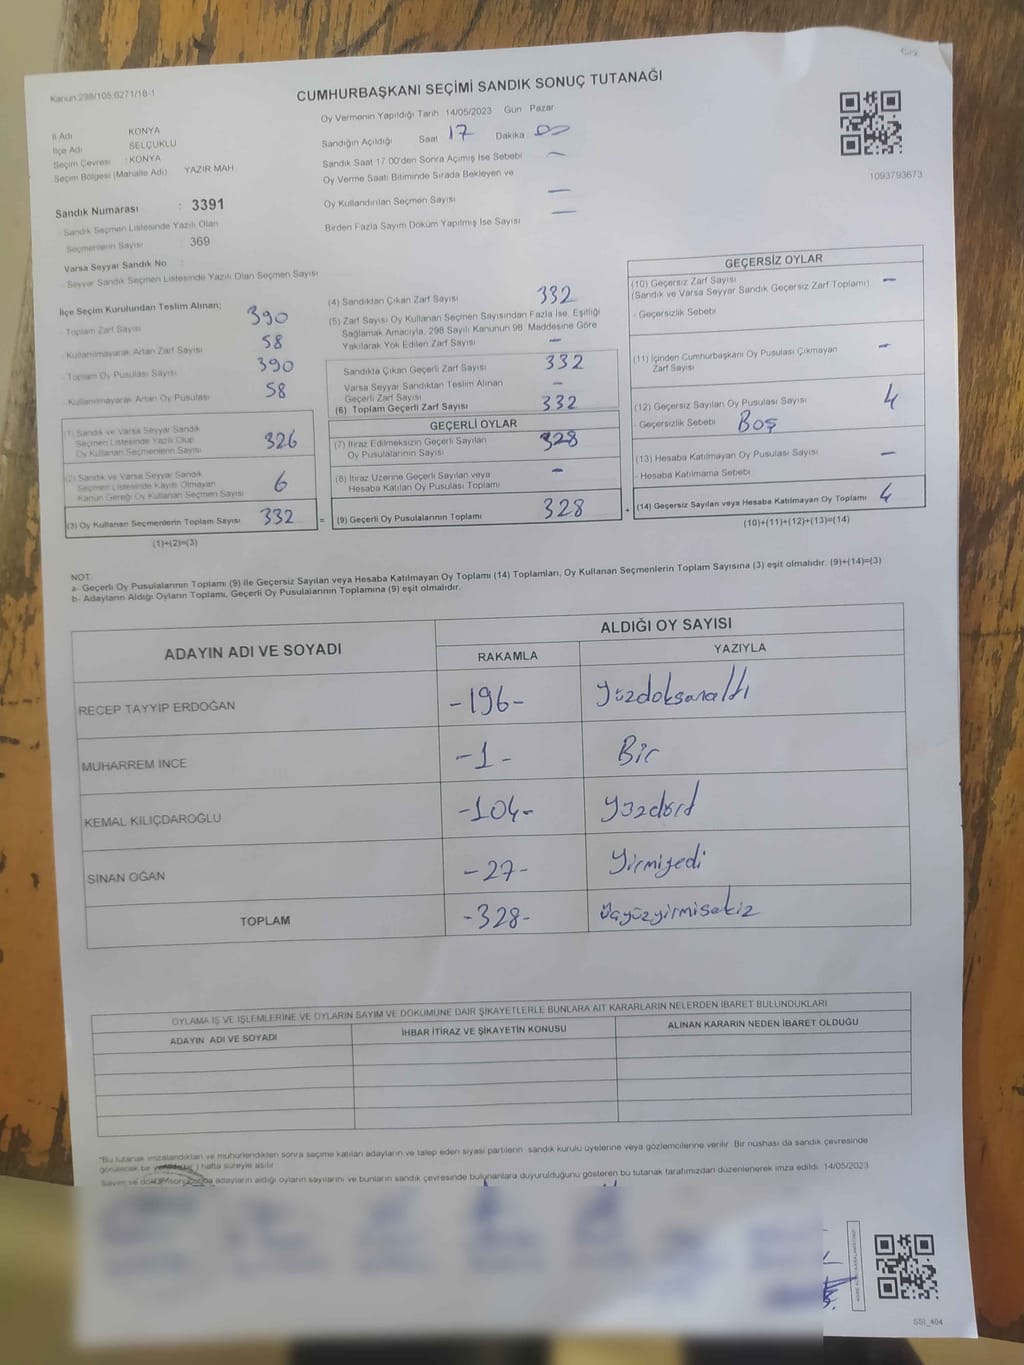 Kanun 298/105,6271/18-1
CUMHURBAŞKANI SEÇİMİ SANDIK SONUÇ TUTANAĞI
İl Adı KONYA
İlçe Adı SELÇUKLU
Seçim Çevresi : KONYA
Seçim Bölgesi (Mahalle Adı) YAZIR MAH
Sandık Numarası : 3391
Sandık Seçmen Listesinde Yazılı Olan
Seçmenlerin Sayısı : 369
Varsa Seyyar Sandık No
- Seyyar Sandık Seçmen Listesinde Yazılı Olan Seçmen Sayısı
Oy Vermenin Yapıldığı Tarih 14/05/2023 Gün Pazar
Sandığın Açıldığı Saat 17 Dakika 00
Sandık Saat 17:00'den Sonra Açımış İse Sebebi —
Oy Verme Saati Bitiminde Sırada Bekleyen ve
Oy Kullandırılan Seçmen Sayısı —
Birden Fazla Sayım Döküm Yapılmış İse Sayısı —
1093793673
İlçe Seçim Kurulundan Teslim Alınan;
- Toplam Zarf Sayısı 390
- Kullanılmayarak Artan Zarf Sayısı 58
- Toplam Oy Pusulası Sayısı 390
- Kullanılmayarak Artan Oy Pusulası 58
(1) Sandık ve Varsa Seyyar Sandık
Seçmen Listesinde Yazılı Olup
Oy Kullanan Seçmenlerin Sayısı 326
(2) Sandık ve Varsa Seyyar Sandık
Seçmen Listesinde Kayıtlı Olmayan
Kanun Gereği Oy Kullanan Seçmen Sayısı 6
(3) Oy Kullanan Seçmenlerin Toplam Sayısı 332 =
(1)+(2)=(3)
(4) Sandıktan Çıkan Zarf Sayısı 332
(5) Zarf Sayısı Oy Kullanan Seçmen Sayısından Fazla İse, Eşitliği
Sağlamak Amacıyla, 298 Sayılı Kanunun 98. Maddesine Göre
Yakılarak Yok Edilen Zarf Sayısı —
Sandıkta Çıkan Geçerli Zarf Sayısı 332
Varsa Seyyar Sandıktan Teslim Alınan
Geçerli Zarf Sayısı —
(6) Toplam Geçerli Zarf Sayısı 332
GEÇERLİ OYLAR
(7) İtiraz Edilmeksizin Geçerli Sayılan
Oy Pusulalarının Sayısı 328
(8) İtiraz Üzerine Geçerli Sayılan veya
Hesaba Katılan Oy Pusulası Toplamı —
(9) Geçerli Oy Pusulalarının Toplamı 328 +
GEÇERSİZ OYLAR
(10) Geçersiz Zarf Sayısı —
(Sandık ve Varsa Seyyar Sandık Geçersiz Zarf Toplamı)
- Geçersizlik Sebebi
(11) İçinden Cumhurbaşkanı Oy Pusulası Çıkmayan
Zarf Sayısı —
(12) Geçersiz Sayılan Oy Pusulası Sayısı 4
- Geçersizlik Sebebi Boş
(13) Hesaba Katılmayan Oy Pusulası Sayısı —
- Hesaba Katılmama Sebebi
(14) Geçersiz Sayılan veya Hesaba Katılmayan Oy Toplamı 4
(10)+(11)+(12)+(13)=(14)
NOT:
a- Geçerli Oy Pusulalarının Toplamı (9) ile Geçersiz Sayılan veya Hesaba Katılmayan Oy Toplamı (14) Toplamları, Oy Kullanan Seçmenlerin Toplam Sayısına (3) eşit olmalıdır. (9)+(14)=(3)
b- Adayların Aldığı Oyların Toplamı, Geçerli Oy Pusulalarının Toplamına (9) eşit olmalıdır.
ADAYIN ADI VE SOYADI
ALDIĞI OY SAYISI
RAKAMLA YAZIYLA
RECEP TAYYİP ERDOĞAN -196- Yüzdoksanaltı
MUHARREM İNCE -1- Bir
KEMAL KILIÇDAROĞLU -104- Yüzdört
SİNAN OĞAN -27- Yirmiyedi
TOPLAM -328- Üçyüzyirmisekiz
OYLAMA İŞ VE İŞLEMLERİNE VE OYLARIN SAYIM VE DÖKÜMÜNE DAİR ŞİKAYETLERLE BUNLARA AİT KARARLARIN NELERDEN İBARET BULUNDUKLARI
ADAYIN ADI VE SOYADI İHBAR İTİRAZ VE ŞİKAYETİN KONUSU ALINAN KARARIN NEDEN İBARET OLDUĞU
"Bu tutanak imzalandıktan ve mühürlendikten sonra seçime katılan adayların ve talep eden siyasi partilerin sandık kurulu üyelerine veya gözlemcilerine verilir. Bir nüshası da sandık çevresinde
görülecek bir hafta süreyle asılır.
Sayım ve döküm adayların aldığı oyların sayılarını ve bunların sandık çevresinde bulunanlara duyurulduğunu gösteren bu tutanak tarafımızdan düzenlenerek imza edildi. 14/05/2023
SSI_404